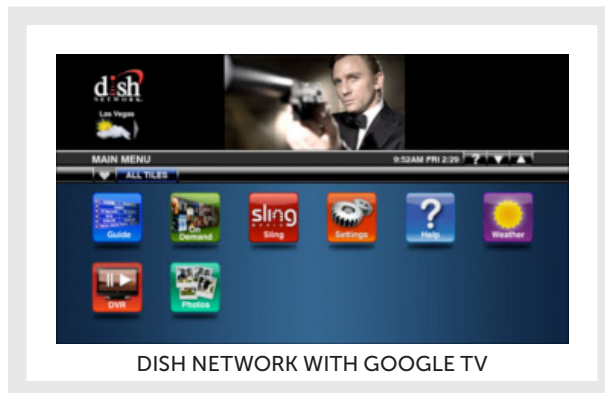 dish
NETWORK
Las Vegas
MAIN MENU
9:52AM FRI 2/29 ?
ALL TILES
Guide
On Demand
sling
MEDIA
Sling
Settings
?
Help
Weather
DVR
Photos
DISH NETWORK WITH GOOGLE TV